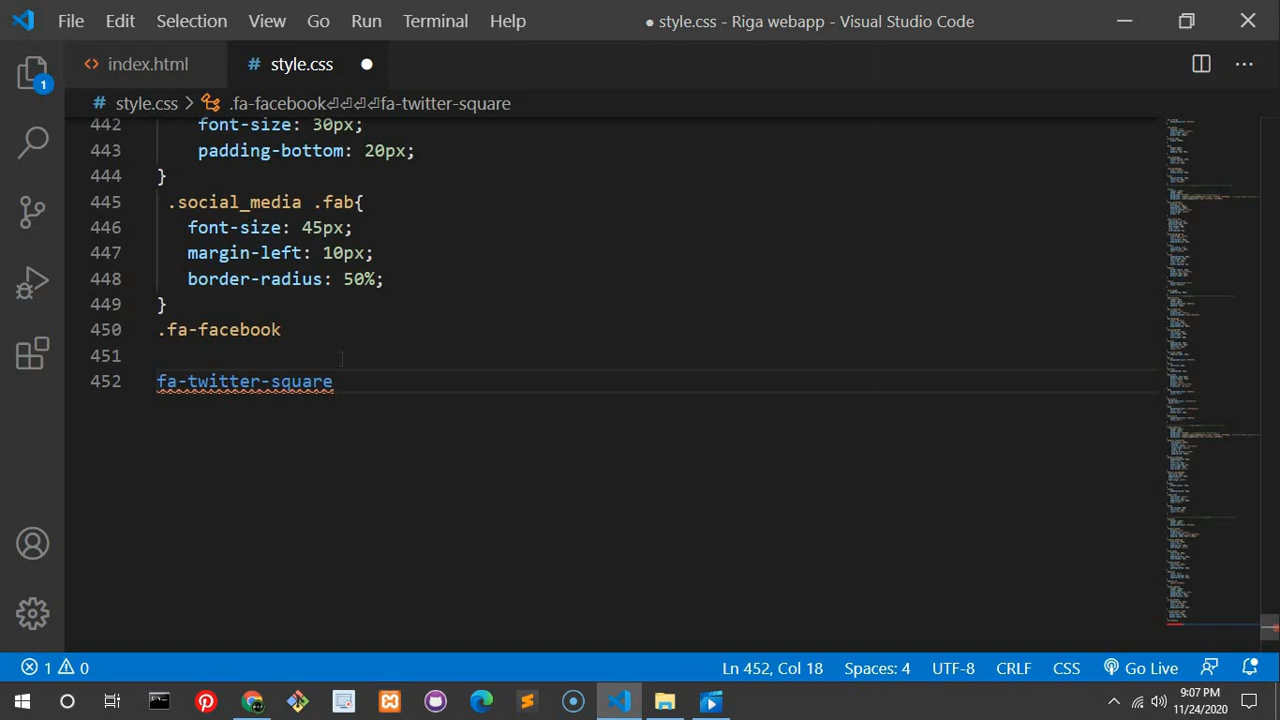 File Edit Selection View Go Run Terminal Help ● style.css - Riga webapp - Visual Studio Code
index.html style.css
# style.css > .fa-facebook⏎⏎⏎⏎fa-twitter-square
442 font-size: 30px;
443 padding-bottom: 20px;
444 }
445 .social_media .fab{
446 font-size: 45px;
447 margin-left: 10px;
448 border-radius: 50%;
449 }
450 .fa-facebook
451
452 fa-twitter-square
1 0 Ln 452, Col 18 Spaces: 4 UTF-8 CRLF CSS Go Live
9:07 PM
11/24/2020